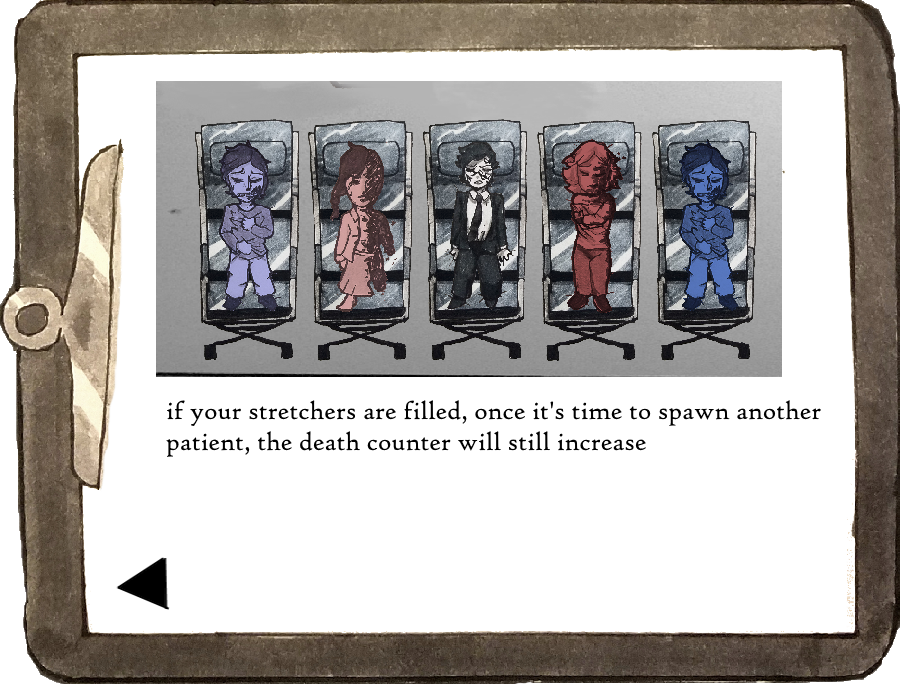 if your stretchers are filled, once it's time to spawn another
patient, the death counter will still increase